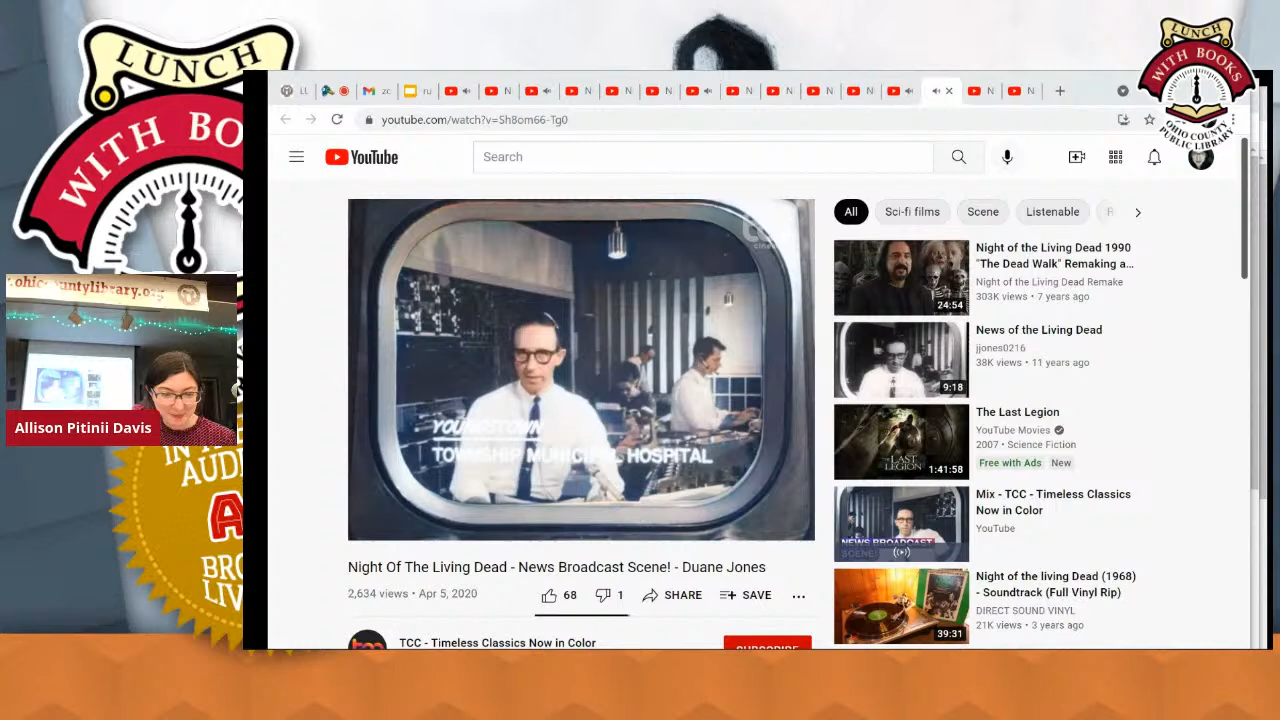 LUNCH
WITH BO
LUNCH
WITH BOOKS
OHIO COUNTY
PUBLIC LIBRARY
youtube.com/watch?v=Sh8om66-Tg0
YouTube
Search
All
Sci-fi films
Scene
Listenable
R
YOUNGSTOWN
TOWNSHIP MUNICIPAL HOSPITAL
Night Of The Living Dead - News Broadcast Scene! - Duane Jones
2,634 views • Apr 5, 2020
68
1
SHARE
SAVE
TCC - Timeless Classics Now in Color
SUBSCRIBE
Night of the Living Dead 1990
"The Dead Walk" Remaking a...
Night of the Living Dead Remake
303K views • 7 years ago
24:54
News of the Living Dead
jjones0216
38K views • 11 years ago
9:18
The Last Legion
YouTube Movies
2007 • Science Fiction
Free with Ads
New
THE LAST
LEGION
1:41:58
Mix - TCC - Timeless Classics
Now in Color
YouTube
NEWS BROADCAST
SCENE!
Night of the living Dead (1968)
- Soundtrack (Full Vinyl Rip)
DIRECT SOUND VINYL
21K views • 3 years ago
39:31
.ohiocountylibrary.org
Allison Pitinii Davis
AUD
A
BRO
LIV